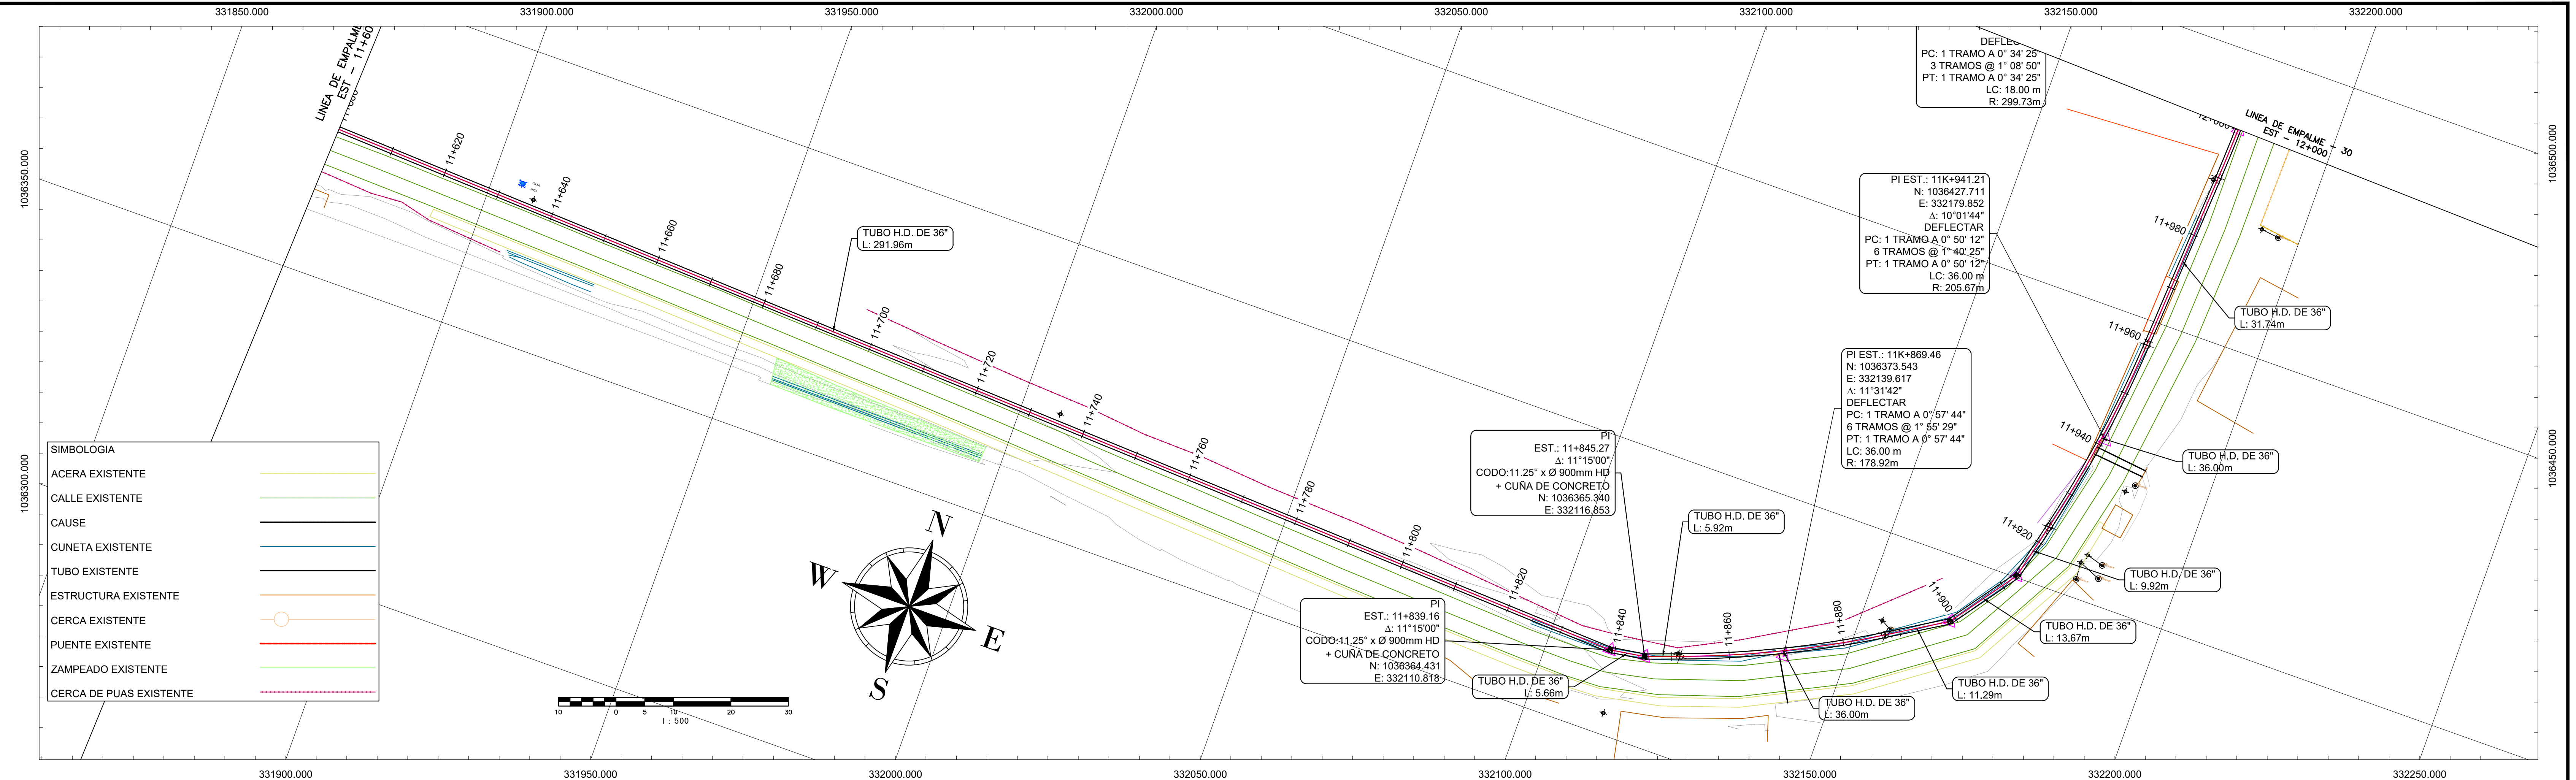 331850.000
331900.000
331950.000
332000.000
332050.000
332100.000
332150.000
332200.000
LINEA DE EMPALME
EST - 11+60
11+620
11+640
11+660
11+680
11+700
11+720
11+740
11+760
11+780
11+800
11+820
11+840
11+860
11+880
11+900
11+920
11+940
11+960
11+980
12+000
LINEA DE EMPALME - 30
EST - 12+000
1036350.000
1036300.000
1036500.000
1036450.000
TUBO H.D. DE 36"
L: 291.96m
PC: 1 TRAMO A 0° 34' 25"
3 TRAMOS @ 1° 08' 50"
PT: 1 TRAMO A 0° 34' 25"
LC: 18.00 m
R: 299.73m
PI EST.: 11K+941.21
N: 1036427.711
E: 332179.852
Δ: 10°01'44"
DEFLECTAR
PC: 1 TRAMO A 0° 50' 12"
6 TRAMOS @ 1° 40' 25"
PT: 1 TRAMO A 0° 50' 12"
LC: 36.00 m
R: 205.67m
TUBO H.D. DE 36"
L: 31.74m
PI EST.: 11K+869.46
N: 1036373.543
E: 332139.617
Δ: 11°31'42"
DEFLECTAR
PC: 1 TRAMO A 0° 57' 44"
6 TRAMOS @ 1° 55' 29"
PT: 1 TRAMO A 0° 57' 44"
LC: 36.00 m
R: 178.92m
PI
EST.: 11+845.27
Δ: 11°15'00"
CODO:11.25° x Ø 900mm HD
+ CUÑA DE CONCRETO
N: 1036365.340
E: 332116.853
TUBO H.D. DE 36"
L: 36.00m
TUBO H.D. DE 36"
L: 5.92m
TUBO H.D. DE 36"
L: 9.92m
PI
EST.: 11+839.16
Δ: 11°15'00"
CODO:11.25° x Ø 900mm HD
+ CUÑA DE CONCRETO
N: 1036364.431
E: 332110.818
TUBO H.D. DE 36"
L: 13.67m
TUBO H.D. DE 36"
L: 5.66m
TUBO H.D. DE 36"
L: 11.29m
TUBO H.D. DE 36"
L: 36.00m
SIMBOLOGIA
ACERA EXISTENTE
CALLE EXISTENTE
CAUSE
CUNETA EXISTENTE
TUBO EXISTENTE
ESTRUCTURA EXISTENTE
CERCA EXISTENTE
PUENTE EXISTENTE
ZAMPEADO EXISTENTE
CERCA DE PUAS EXISTENTE
N
W
E
S
10 0 5 10 20 30
1 : 500
331900.000
331950.000
332000.000
332050.000
332100.000
332150.000
332200.000
332250.000